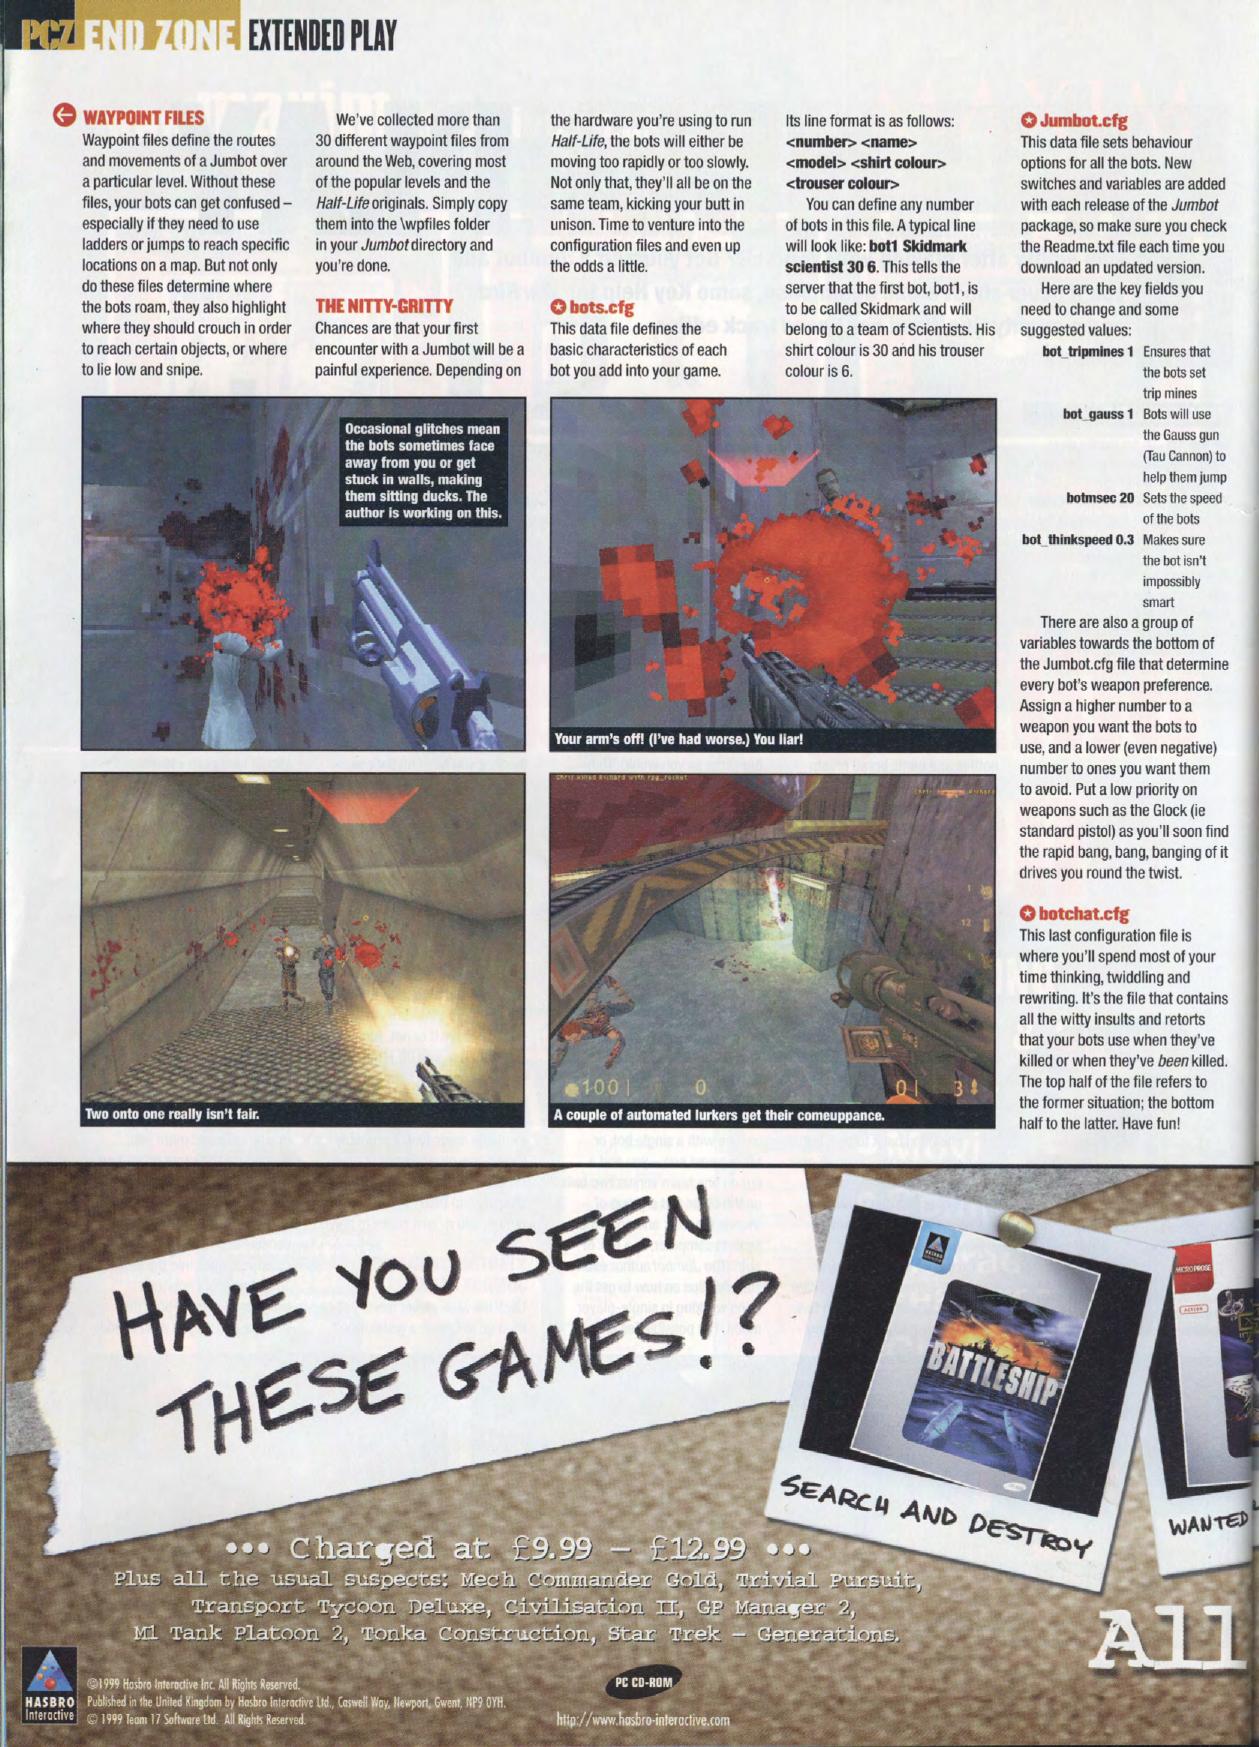 PCZ END ZONE EXTENDED PLAY
WAYPOINT FILES
Waypoint files define the routes
and movements of a Jumbot over
a particular level. Without these
files, your bots can get confused –
especially if they need to use
ladders or jumps to reach specific
locations on a map. But not only
do these files determine where
the bots roam, they also highlight
where they should crouch in order
to reach certain objects, or where
to lie low and snipe.
We've collected more than
30 different waypoint files from
around the Web, covering most
of the popular levels and the
Half-Life originals. Simply copy
them into the \wpfiles folder
in your Jumbot directory and
you're done.
THE NITTY-GRITTY
Chances are that your first
encounter with a Jumbot will be a
painful experience. Depending on
the hardware you're using to run
Half-Life, the bots will either be
moving too rapidly or too slowly.
Not only that, they'll all be on the
same team, kicking your butt in
unison. Time to venture into the
configuration files and even up
the odds a little.
bots.cfg
This data file defines the
basic characteristics of each
bot you add into your game.
Its line format is as follows:
<number> <name>
<model> <shirt colour>
<trouser colour>
You can define any number
of bots in this file. A typical line
will look like: bot1 Skidmark
scientist 30 6. This tells the
server that the first bot, bot1, is
to be called Skidmark and will
belong to a team of Scientists. His
shirt colour is 30 and his trouser
colour is 6.
Jumbot.cfg
This data file sets behaviour
options for all the bots. New
switches and variables are added
with each release of the Jumbot
package, so make sure you check
the Readme.txt file each time you
download an updated version.
Here are the key fields you
need to change and some
suggested values:
bot_tripmines 1 Ensures that
the bots set
trip mines
bot_gauss 1 Bots will use
the Gauss gun
(Tau Cannon) to
help them jump
botmsec 20 Sets the speed
of the bots
bot_thinkspeed 0.3 Makes sure
the bot isn't
impossibly
smart
There are also a group of
variables towards the bottom of
the Jumbot.cfg file that determine
every bot's weapon preference.
Assign a higher number to a
weapon you want the bots to
use, and a lower (even negative)
number to ones you want them
to avoid. Put a low priority on
weapons such as the Glock (ie
standard pistol) as you'll soon find
the rapid bang, bang, banging of it
drives you round the twist.
botchat.cfg
This last configuration file is
where you'll spend most of your
time thinking, twiddling and
rewriting. It's the file that contains
all the witty insults and retorts
that your bots use when they've
killed or when they've been killed.
The top half of the file refers to
the former situation; the bottom
half to the latter. Have fun!
Occasional glitches mean
the bots sometimes face
away from you or get
stuck in walls, making
them sitting ducks. The
author is working on this.
Your arm's off! (I've had worse.) You liar!
Two onto one really isn't fair.
Chris killed Richard with rpg_rocket
Chris Richard
1
12
100 | 0
0 | 3
A couple of automated lurkers get their comeuppance.
HAVE YOU SEEN
THESE GAMES!?
HASBRO
BATTLESHIP
SEARCH AND DESTROY
MICROPROSE
ACTION
WANTED
••• Charged at £9.99 – £12.99 •••
Plus all the usual suspects: Mech Commander Gold, Trivial Pursuit,
Transport Tycoon Deluxe, Civilisation II, GP Manager 2,
M1 Tank Platoon 2, Tonka Construction, Star Trek – Generations.
All
HASBRO
Interactive
©1999 Hasbro Interactive Inc. All Rights Reserved.
Published in the United Kingdom by Hasbro Interactive Ltd., Caswell Way, Newport, Gwent, NP9 0YH.
© 1999 Team 17 Software Ltd. All Rights Reserved.
PC CD-ROM
http://www.hasbro-interactive.com